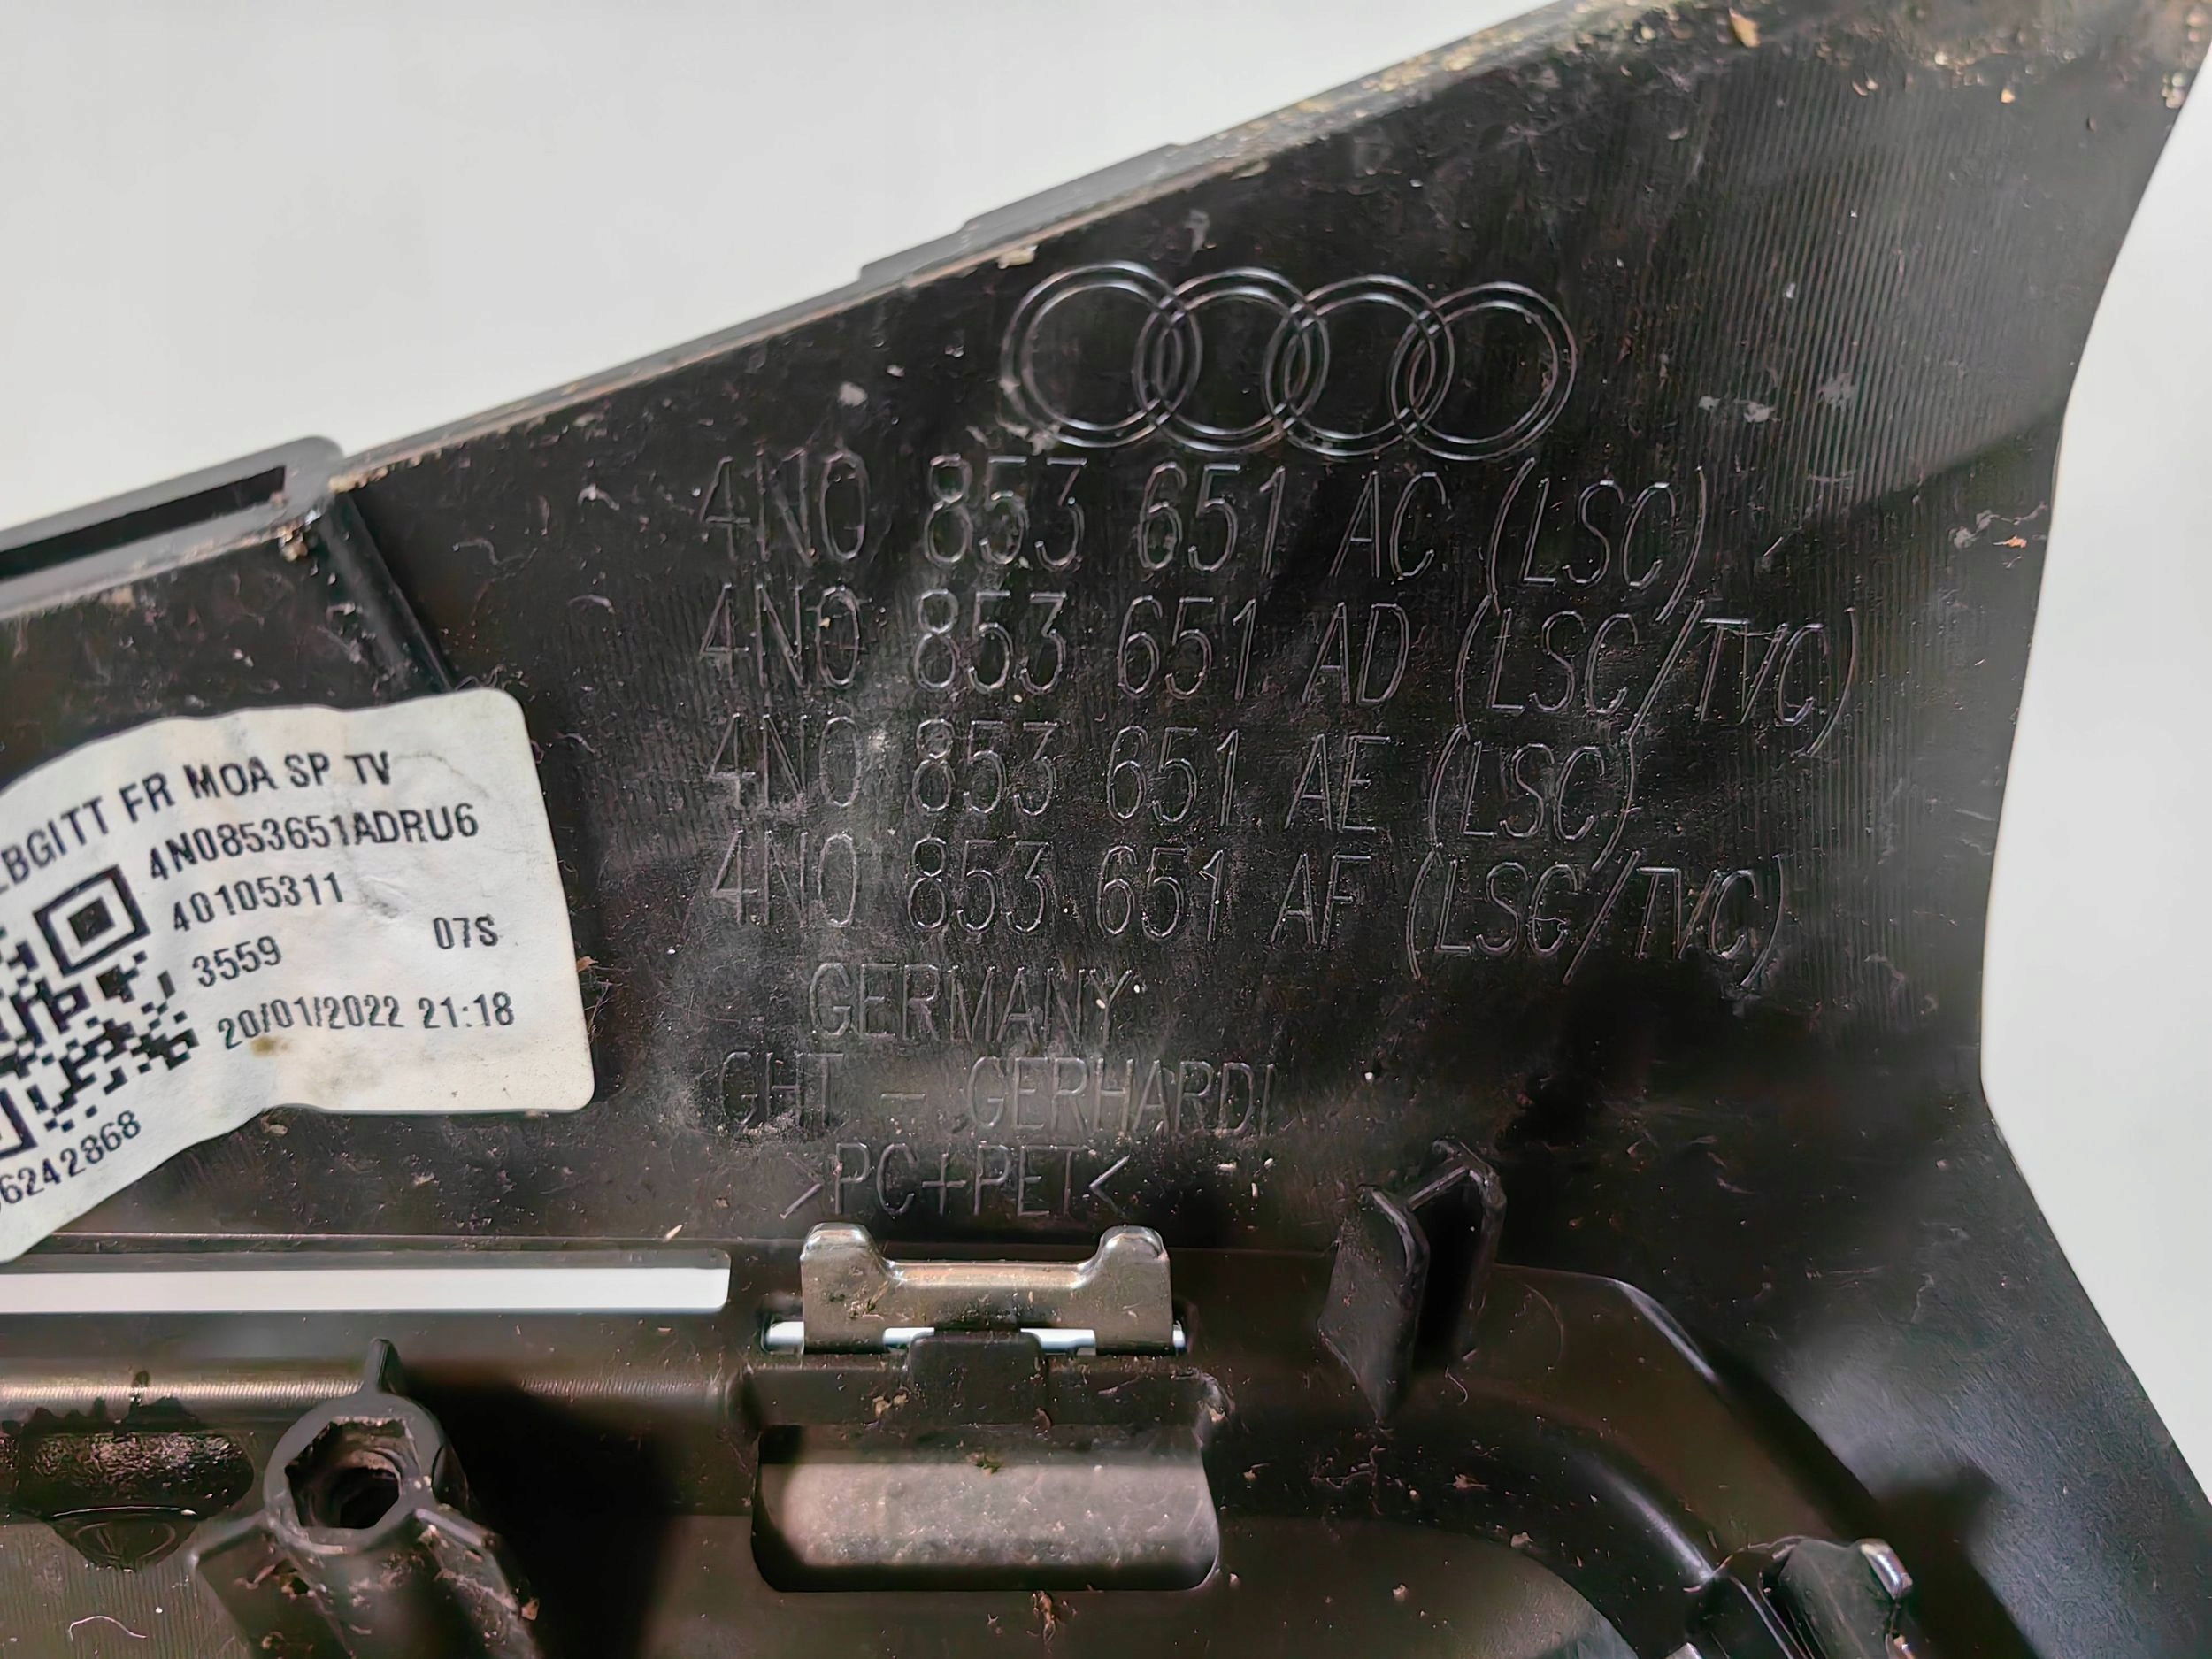 4N0 853 651 AC (LSC)
4N0 853 651 AD (LSC/TVC)
4N0 853 651 AE (LSC)
4N0 853 651 AF (LSC/TVC)
GERMANY
GHT - GERHARDI
>PC+PET<
LBGITT FR MOA SP TV
4N0853651ADRU6
40105311
3559 07S
20/01/2022 21:18
6242868